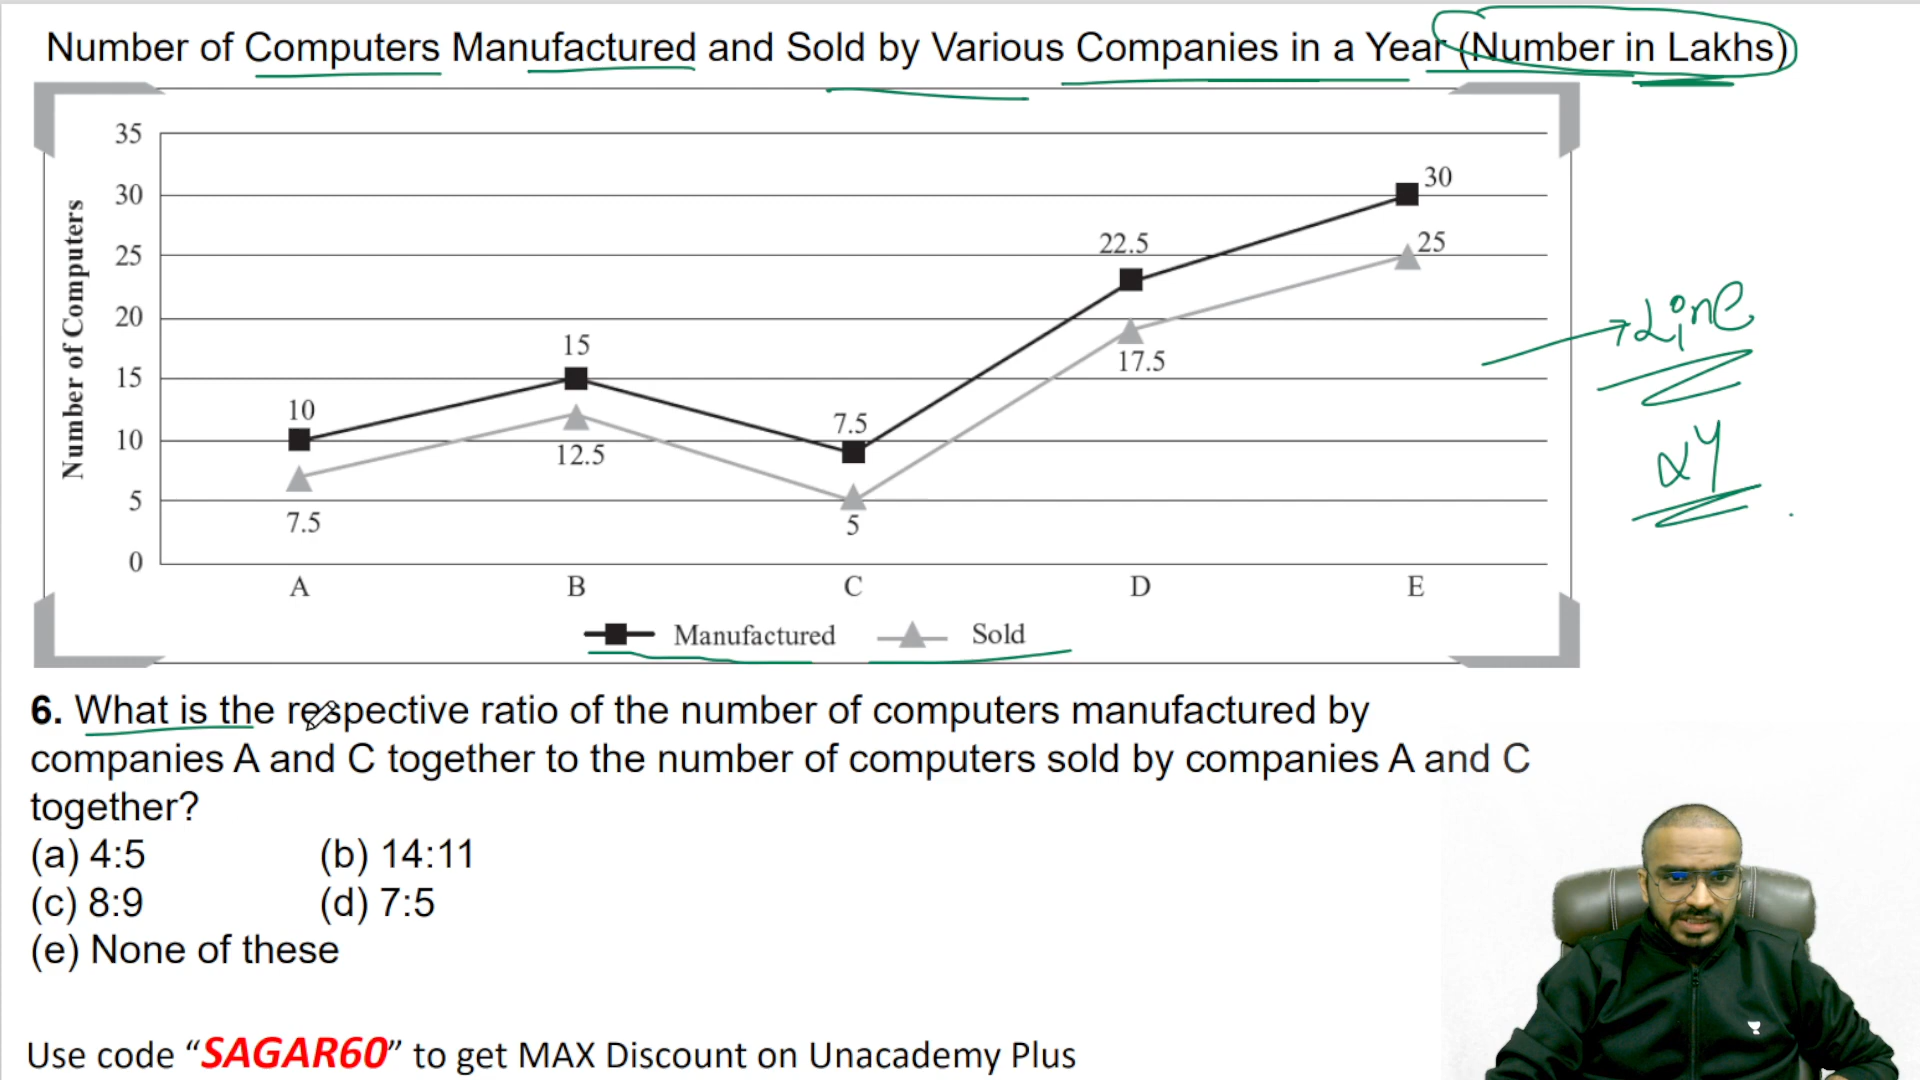 Number of Computers Manufactured and Sold by Various Companies in a Year (Number in Lakhs)
35
30
25
20
15
10
5
0
Number of Computers
10
15
7.5
22.5
30
7.5
12.5
5
17.5
25
A B C D E
Manufactured Sold
Line
xy
6. What is the respective ratio of the number of computers manufactured by
companies A and C together to the number of computers sold by companies A and C
together?
(a) 4:5 (b) 14:11
(c) 8:9 (d) 7:5
(e) None of these
Use code “SAGAR60” to get MAX Discount on Unacademy Plus